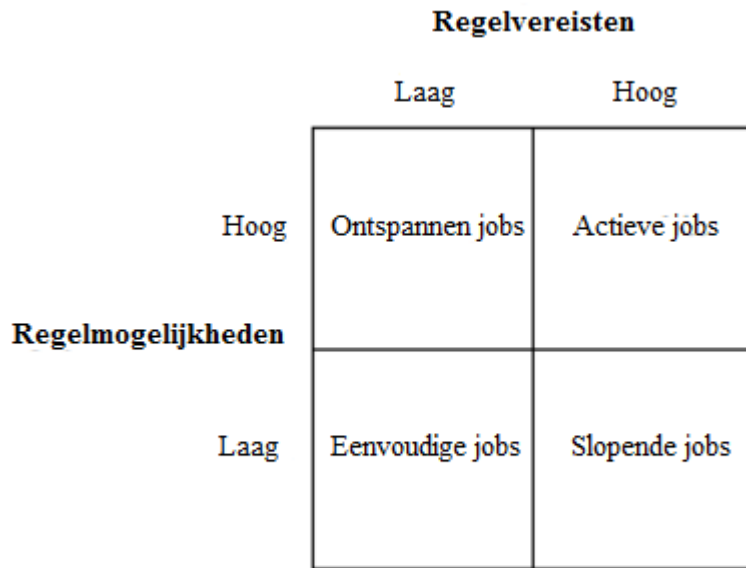 Regelvereisten
Laag Hoog
Hoog Ontspannen jobs Actieve jobs
Regelmogelijkheden
Laag Eenvoudige jobs Slopende jobs